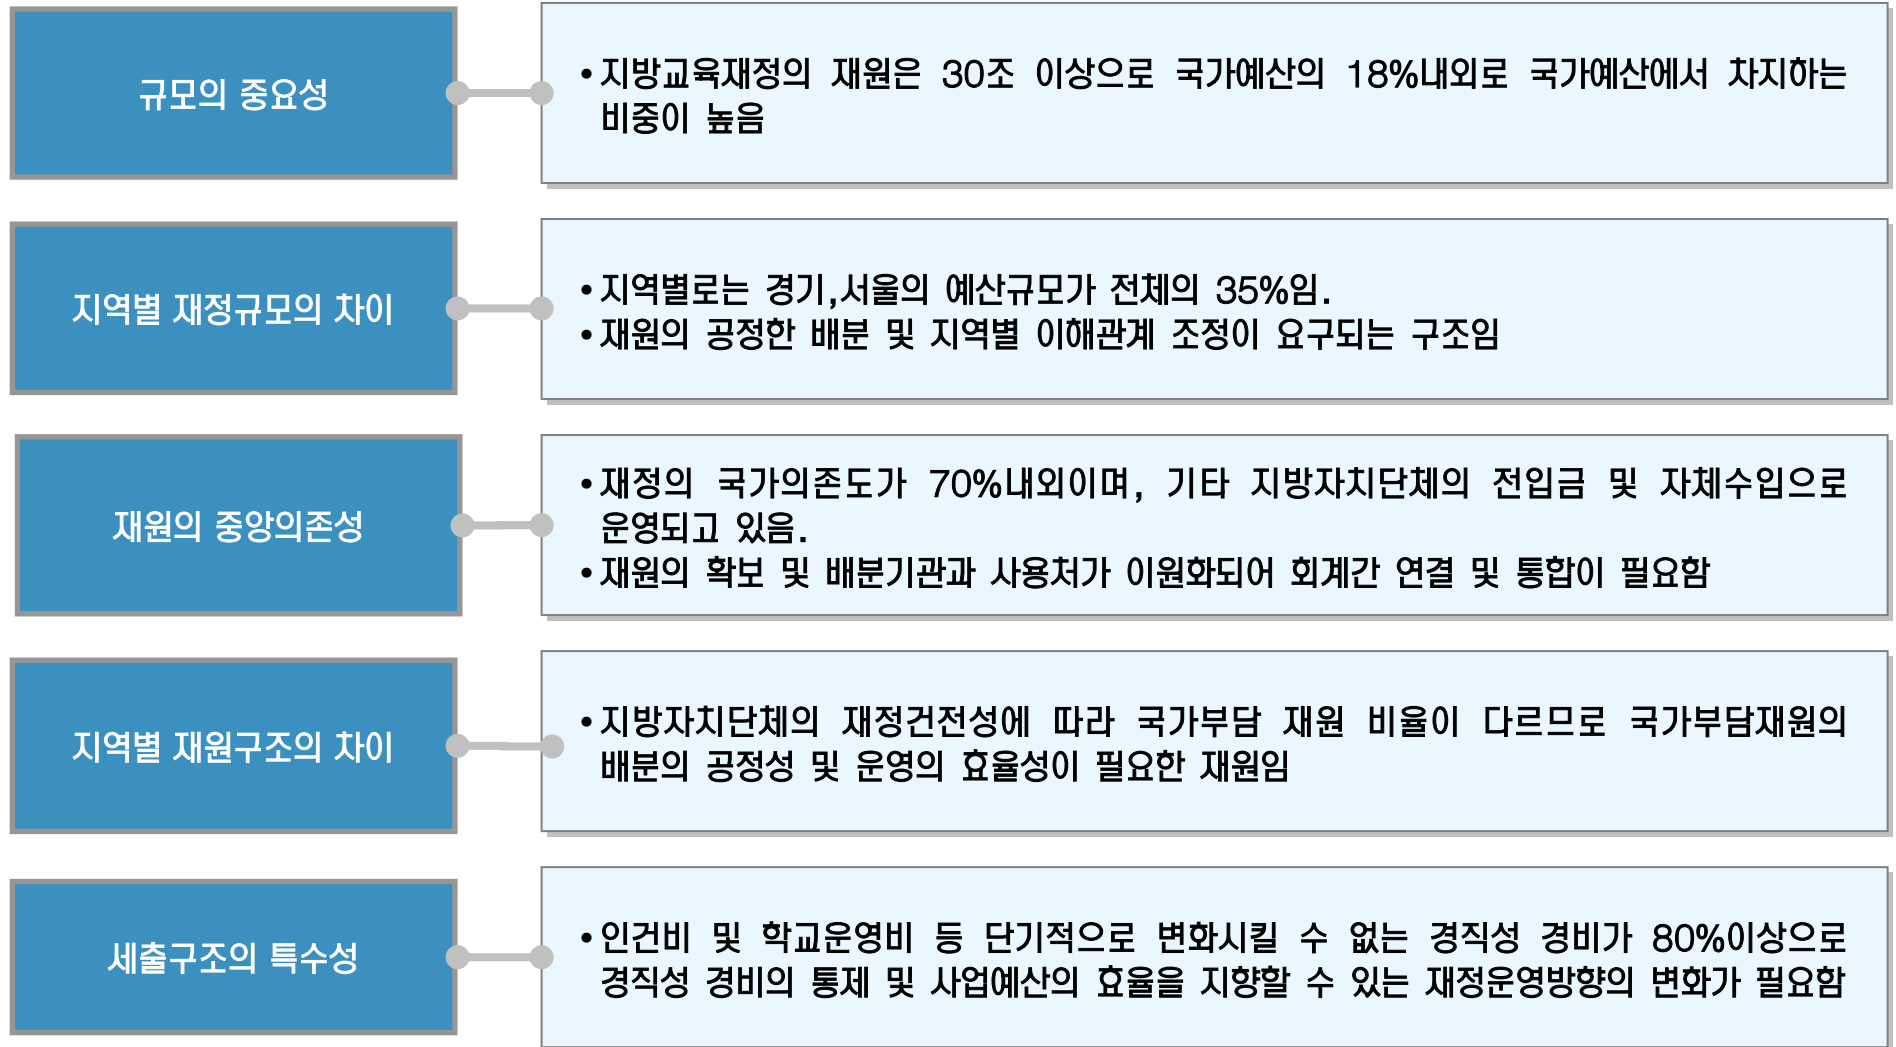 규모의 중요성
• 지방교육재정의 재원은 30조 이상으로 국가예산의 18%내외로 국가예산에서 차지하는
비중이 높음
지역별 재정규모의 차이
• 지역별로는 경기,서울의 예산규모가 전체의 35%임.
• 재원의 공정한 배분 및 지역별 이해관계 조정이 요구되는 구조임
재원의 중앙의존성
• 재정의 국가의존도가 70%내외이며, 기타 지방자치단체의 전입금 및 자체수입으로
운영되고 있음.
• 재원의 확보 및 배분기관과 사용처가 이원화되어 회계간 연결 및 통합이 필요함
지역별 재원구조의 차이
• 지방자치단체의 재정건전성에 따라 국가부담 재원 비율이 다르므로 국가부담재원의
배분의 공정성 및 운영의 효율성이 필요한 재원임
세출구조의 특수성
• 인건비 및 학교운영비 등 단기적으로 변화시킬 수 없는 경직성 경비가 80%이상으로
경직성 경비의 통제 및 사업예산의 효율을 지향할 수 있는 재정운영방향의 변화가 필요함